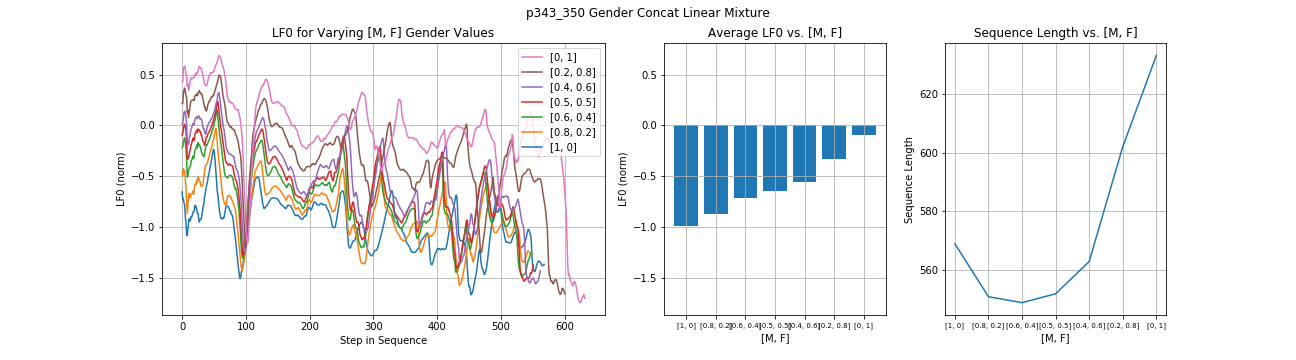 p343_350 Gender Concat Linear Mixture
LF0 for Varying [M, F] Gender Values
LF0 (norm)
0.5
0.0
−0.5
−1.0
−1.5
0 100 200 300 400 500 600
Step in Sequence
[0, 1]
[0.2, 0.8]
[0.4, 0.6]
[0.5, 0.5]
[0.6, 0.4]
[0.8, 0.2]
[1, 0]
Average LF0 vs. [M, F]
LF0 (norm)
0.5
0.0
−0.5
−1.0
−1.5
[1, 0] [0.8, 0.2] [0.6, 0.4] [0.5, 0.5] [0.4, 0.6] [0.2, 0.8] [0, 1]
[M, F]
Sequence Length vs. [M, F]
Sequence Length
620
600
580
560
[1, 0] [0.8, 0.2] [0.6, 0.4] [0.5, 0.5] [0.4, 0.6] [0.2, 0.8] [0, 1]
[M, F]